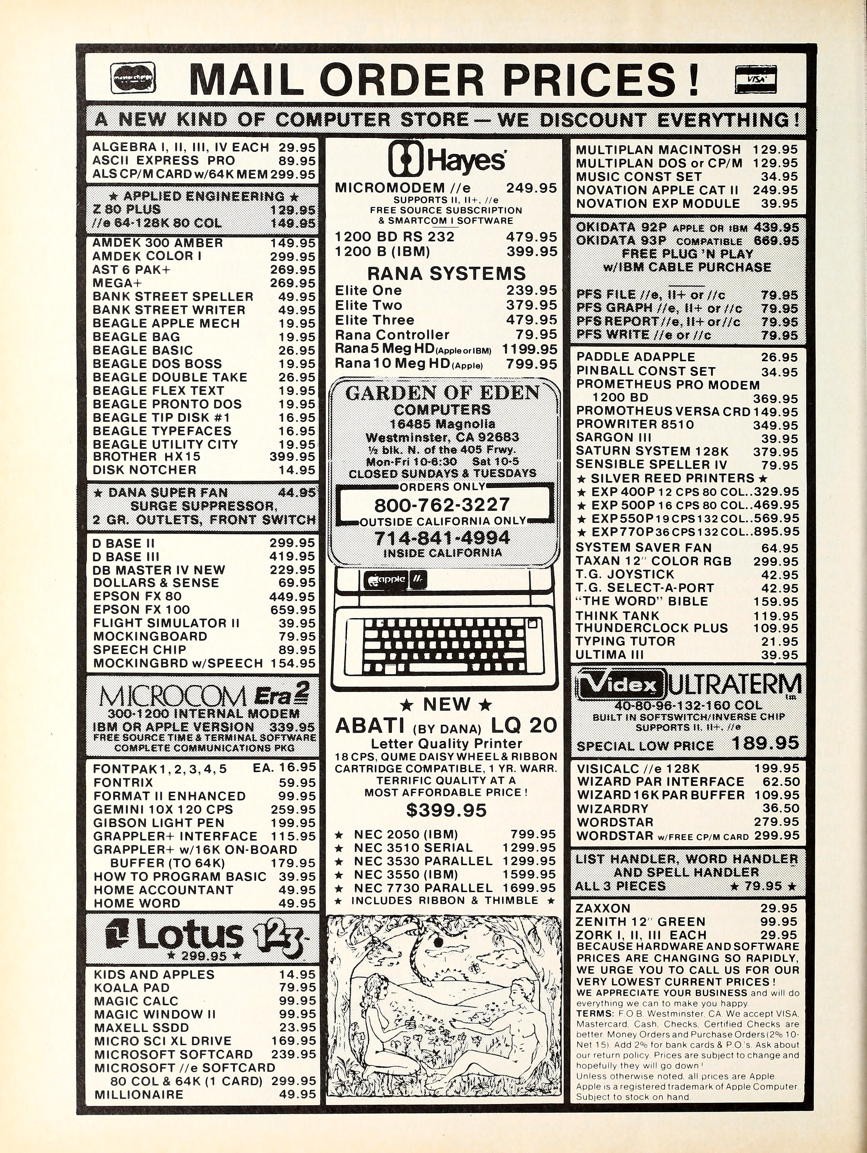 master charge
MAIL ORDER PRICES!
VISA
A NEW KIND OF COMPUTER STORE — WE DISCOUNT EVERYTHING!
ALGEBRA I, II, III, IV EACH 29.95
ASCII EXPRESS PRO 89.95
ALS CP/M CARD w/64K MEM 299.95
★ APPLIED ENGINEERING ★
Z 80 PLUS 129.95
//e 64-128K 80 COL 149.95
AMDEK 300 AMBER 149.95
AMDEK COLOR I 299.95
AST 6 PAK+ 269.95
MEGA+ 269.95
BANK STREET SPELLER 49.95
BANK STREET WRITER 49.95
BEAGLE APPLE MECH 19.95
BEAGLE BAG 19.95
BEAGLE BASIC 26.95
BEAGLE DOS BOSS 19.95
BEAGLE DOUBLE TAKE 26.95
BEAGLE FLEX TEXT 19.95
BEAGLE PRONTO DOS 19.95
BEAGLE TIP DISK #1 16.95
BEAGLE TYPEFACES 16.95
BEAGLE UTILITY CITY 19.95
BROTHER HX15 399.95
DISK NOTCHER 14.95
★ DANA SUPER FAN 44.95
SURGE SUPPRESSOR,
2 GR. OUTLETS, FRONT SWITCH
D BASE II 299.95
D BASE III 419.95
DB MASTER IV NEW 229.95
DOLLARS & SENSE 69.95
EPSON FX 80 449.95
EPSON FX 100 659.95
FLIGHT SIMULATOR II 39.95
MOCKINGBOARD 79.95
SPEECH CHIP 89.95
MOCKINGBRD w/SPEECH 154.95
MICROCOM Era 2
300-1200 INTERNAL MODEM
IBM OR APPLE VERSION 339.95
FREE SOURCE TIME & TERMINAL SOFTWARE
COMPLETE COMMUNICATIONS PKG
FONTPAK 1, 2, 3, 4, 5 EA. 16.95
FONTRIX 59.95
FORMAT II ENHANCED 99.95
GEMINI 10X 120 CPS 259.95
GIBSON LIGHT PEN 199.95
GRAPPLER+ INTERFACE 115.95
GRAPPLER+ w/16K ON-BOARD
BUFFER (TO 64K) 179.95
HOW TO PROGRAM BASIC 39.95
HOME ACCOUNTANT 49.95
HOME WORD 49.95
Lotus 123
★ 299.95 ★
KIDS AND APPLES 14.95
KOALA PAD 79.95
MAGIC CALC 99.95
MAGIC WINDOW II 99.95
MAXELL SSDD 23.95
MICRO SCI XL DRIVE 169.95
MICROSOFT SOFTCARD 239.95
MICROSOFT //e SOFTCARD
80 COL & 64K (1 CARD) 299.95
MILLIONAIRE 49.95
Hayes
MICROMODEM //e 249.95
SUPPORTS II, II+, //e
FREE SOURCE SUBSCRIPTION
& SMARTCOM I SOFTWARE
1200 BD RS 232 479.95
1200 B (IBM) 399.95
RANA SYSTEMS
Elite One 239.95
Elite Two 379.95
Elite Three 479.95
Rana Controller 79.95
Rana 5 Meg HD (Apple or IBM) 1199.95
Rana 10 Meg HD (Apple) 799.95
GARDEN OF EDEN
COMPUTERS
16485 Magnolia
Westminster, CA 92683
½ blk. N. of the 405 Frwy.
Mon-Fri 10-6:30 Sat 10-5
CLOSED SUNDAYS & TUESDAYS
ORDERS ONLY
800-762-3227
OUTSIDE CALIFORNIA ONLY
714-841-4994
INSIDE CALIFORNIA
apple //e
★ NEW ★
ABATI (BY DANA) LQ 20
Letter Quality Printer
18 CPS, QUME DAISY WHEEL & RIBBON
CARTRIDGE COMPATIBLE, 1 YR. WARR.
TERRIFIC QUALITY AT A
MOST AFFORDABLE PRICE!
$399.95
★ NEC 2050 (IBM) 799.95
★ NEC 3510 SERIAL 1299.95
★ NEC 3530 PARALLEL 1299.95
★ NEC 3550 (IBM) 1599.95
★ NEC 7730 PARALLEL 1699.95
★ INCLUDES RIBBON & THIMBLE ★
MULTIPLAN MACINTOSH 129.95
MULTIPLAN DOS or CP/M 129.95
MUSIC CONST SET 34.95
NOVATION APPLE CAT II 249.95
NOVATION EXP MODULE 39.95
OKIDATA 92P APPLE OR IBM 439.95
OKIDATA 93P COMPATIBLE 669.95
FREE PLUG 'N PLAY
w/IBM CABLE PURCHASE
PFS FILE //e, II+ or //c 79.95
PFS GRAPH //e, II+ or //c 79.95
PFS REPORT //e, II+ or //c 79.95
PFS WRITE //e or //c 79.95
PADDLE ADAPPLE 26.95
PINBALL CONST SET 34.95
PROMETHEUS PRO MODEM
1200 BD 369.95
PROMOTHEUS VERSA CRD 149.95
PROWRITER 8510 349.95
SARGON III 39.95
SATURN SYSTEM 128K 379.95
SENSIBLE SPELLER IV 79.95
★ SILVER REED PRINTERS ★
★ EXP 400P 12 CPS 80 COL..329.95
★ EXP 500P 16 CPS 80 COL..469.95
★ EXP 550P 19 CPS 132 COL..569.95
★ EXP 770P 36 CPS 132 COL..895.95
SYSTEM SAVER FAN 64.95
TAXAN 12" COLOR RGB 299.95
T.G. JOYSTICK 42.95
T.G. SELECT-A-PORT 42.95
"THE WORD" BIBLE 159.95
THINK TANK 119.95
THUNDERCLOCK PLUS 109.95
TYPING TUTOR 21.95
ULTIMA III 39.95
Videx ULTRATERM tm
40-80-96-132-160 COL
BUILT IN SOFTSWITCH/INVERSE CHIP
SUPPORTS II, II+, //e
SPECIAL LOW PRICE 189.95
VISICALC //e 128K 199.95
WIZARD PAR INTERFACE 62.50
WIZARD 16K PAR BUFFER 109.95
WIZARDRY 36.50
WORDSTAR 279.95
WORDSTAR w/FREE CP/M CARD 299.95
LIST HANDLER, WORD HANDLER
AND SPELL HANDLER
ALL 3 PIECES ★ 79.95 ★
ZAXXON 29.95
ZENITH 12" GREEN 99.95
ZORK I, II, III EACH 29.95
BECAUSE HARDWARE AND SOFTWARE
PRICES ARE CHANGING SO RAPIDLY,
WE URGE YOU TO CALL US FOR OUR
VERY LOWEST CURRENT PRICES!
WE APPRECIATE YOUR BUSINESS and will do
everything we can to make you happy.
TERMS: F.O.B. Westminster, CA. We accept VISA,
Mastercard, Cash, Checks, Certified Checks are
better, Money Orders and Purchase Orders (2% 10-
Net 15). Add 2% for bank cards & P.O.'s. Ask about
our return policy. Prices are subject to change and
hopefully they will go down!
Unless otherwise noted, all prices are Apple.
Apple is a registered trademark of Apple Computer.
Subject to stock on hand.